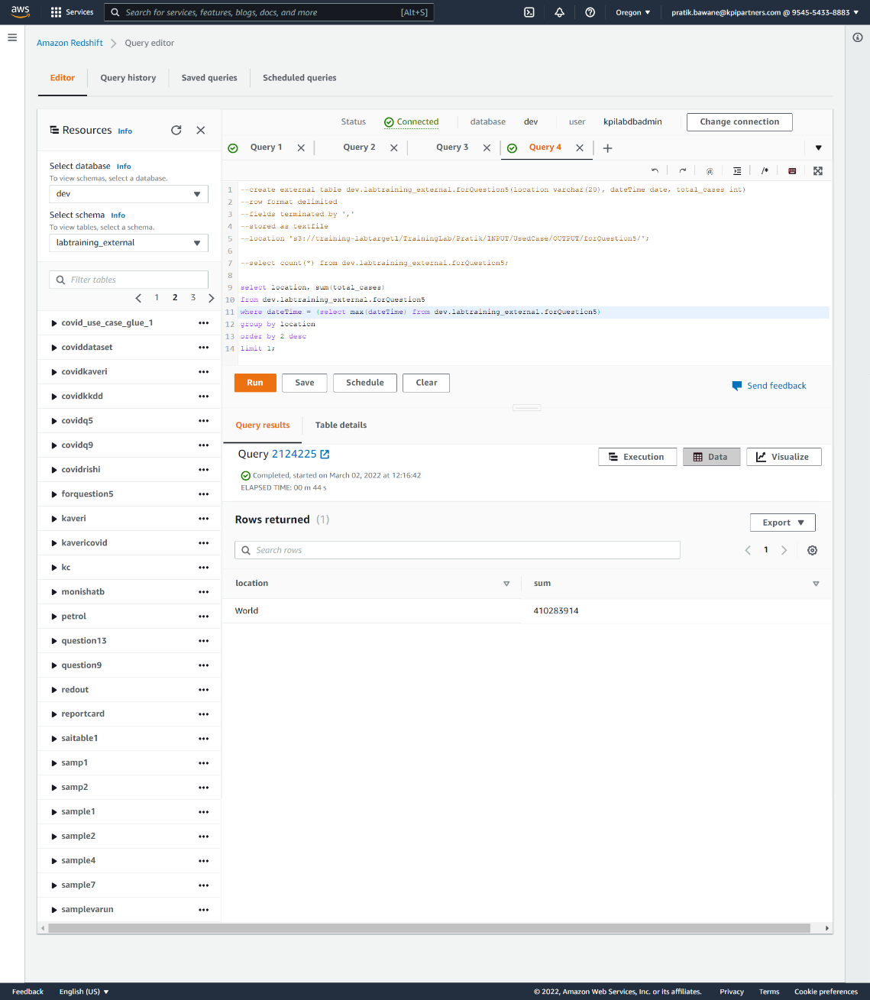 aws
Services
Search for services, features, blogs, docs, and more
[Alt+S]
Oregon
pratik.bawane@kpipartners.com @ 9545-5433-8883
Amazon Redshift
Query editor
Editor
Query history
Saved queries
Scheduled queries
Resources Info
Select database Info
To view schemas, select a database.
dev
Select schema Info
To view tables, select a schema.
labtraining_external
Filter tables
1 2 3
covid_use_case_glue_1
coviddataset
covidkaveri
covidkkdd
covidq5
covidq9
covidrishi
forquestion5
kaveri
kavericovid
kc
monishatb
petrol
question13
question9
redout
reportcard
saitable1
samp1
samp2
sample1
sample2
sample4
sample7
samplevarun
Status Connected database dev user kpilabdbadmin
Change connection
Query 1 Query 2 Query 3 Query 4
@ /*
1 --create external table dev.labtraining_external.forQuestion5(location varchar(20), dateTime date, total_cases int)
2 --row format delimited
3 --fields terminated by ','
4 --stored as textfile
5 --location 's3://training-labtarget1/TrainingLab/Pratik/INPUT/UsedCase/OUTPUT/forQuestion5/';
6
7 --select count(*) from dev.labtraining_external.forQuestion5;
8
9 select location, sum(total_cases)
10 from dev.labtraining_external.forQuestion5
11 where dateTime = (select max(dateTime) from dev.labtraining_external.forQuestion5)
12 group by location
13 order by 2 desc
14 limit 1;
Run
Save
Schedule
Clear
Send feedback
Query results
Table details
Query 2124225
Execution
Data
Visualize
Completed, started on March 02, 2022 at 12:16:42
ELAPSED TIME: 00 m 44 s
Rows returned (1)
Export
Search rows
1
location sum
World 410283914
Feedback
English (US)
© 2022, Amazon Web Services, Inc. or its affiliates.
Privacy
Terms
Cookie preferences